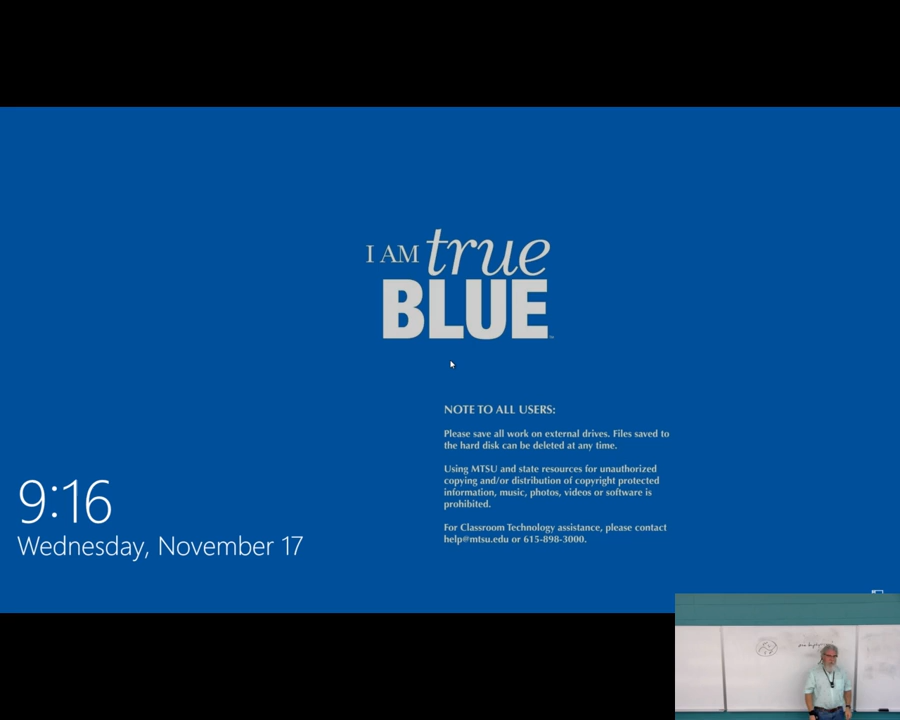 I AM true
BLUE
NOTE TO ALL USERS:
Please save all work on external drives. Files saved to
the hard disk can be deleted at any time.
Using MTSU and state resources for unauthorized
copying and/or distribution of copyright protected
information, music, photos, videos or software is
prohibited.
For Classroom Technology assistance, please contact
help@mtsu.edu or 615-898-3000.
9:16
Wednesday, November 17